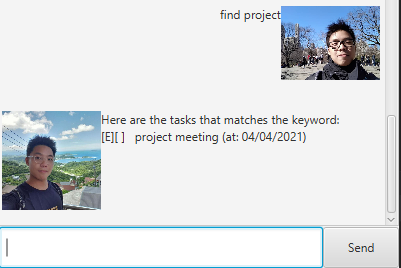 find project
Here are the tasks that matches the keyword:
[E][ ]   project meeting (at: 04/04/2021)
Send